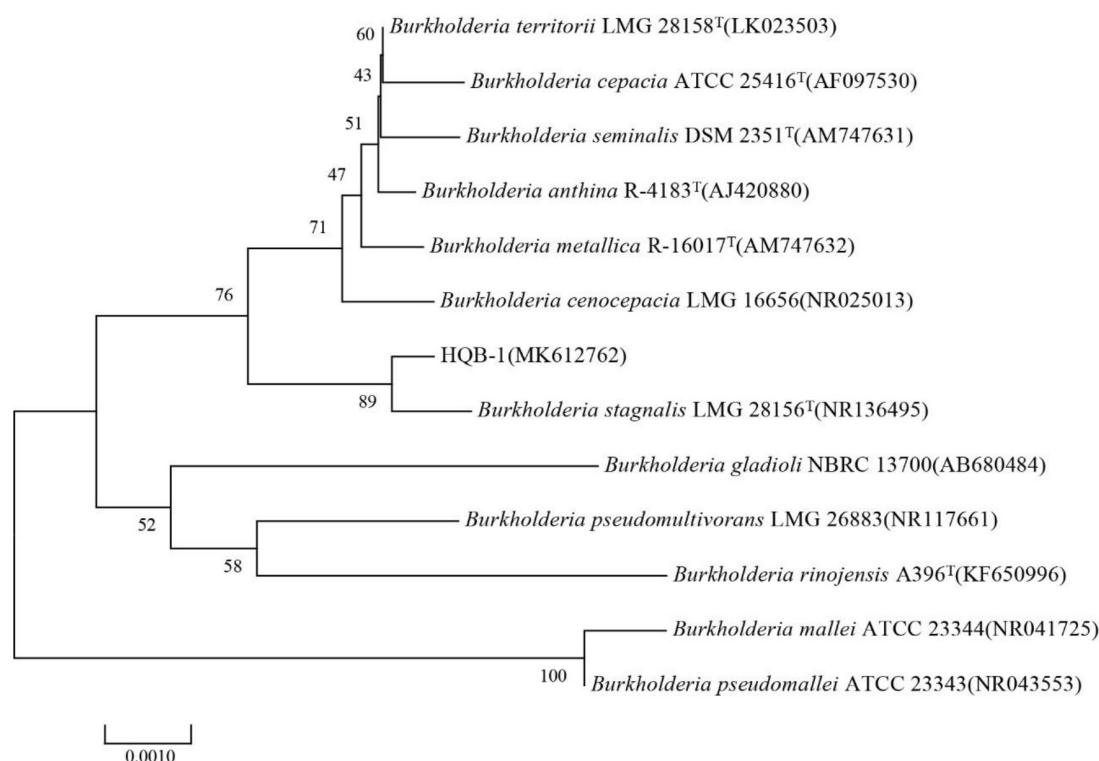 60 Burkholderia territorii LMG 28158ᵀ(LK023503)
43 Burkholderia cepacia ATCC 25416ᵀ(AF097530)
51 Burkholderia seminalis DSM 2351ᵀ(AM747631)
47 Burkholderia anthina R-4183ᵀ(AJ420880)
71 Burkholderia metallica R-16017ᵀ(AM747632)
76 Burkholderia cenocepacia LMG 16656(NR025013)
HQB-1(MK612762)
89 Burkholderia stagnalis LMG 28156ᵀ(NR136495)
Burkholderia gladioli NBRC 13700(AB680484)
52 Burkholderia pseudomultivorans LMG 26883(NR117661)
58 Burkholderia rinojensis A396ᵀ(KF650996)
Burkholderia mallei ATCC 23344(NR041725)
100 Burkholderia pseudomallei ATCC 23343(NR043553)
0.0010